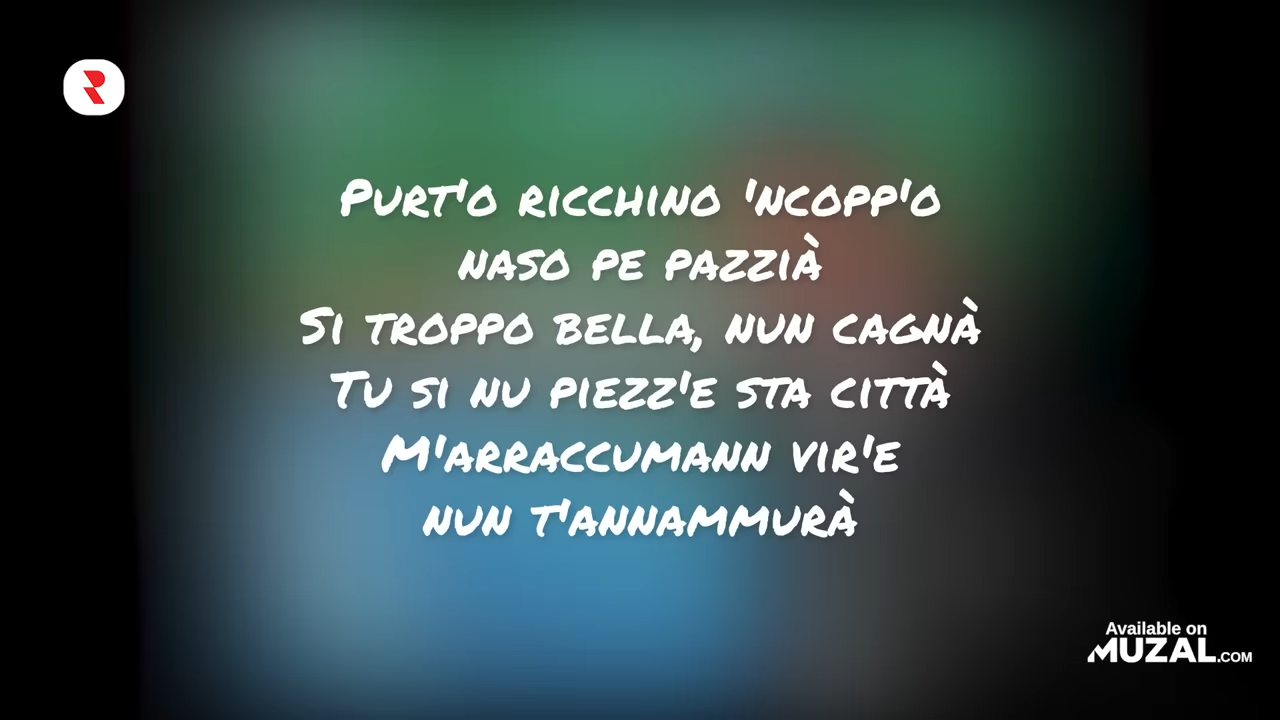 Purt'o ricchino 'ncopp'o
naso pe pazzià
Si troppo bella, nun cagnà
Tu si nu piezz'e sta città
M'arraccumann vir'e
nun t'annammurà
Available on
MUZAL.COM